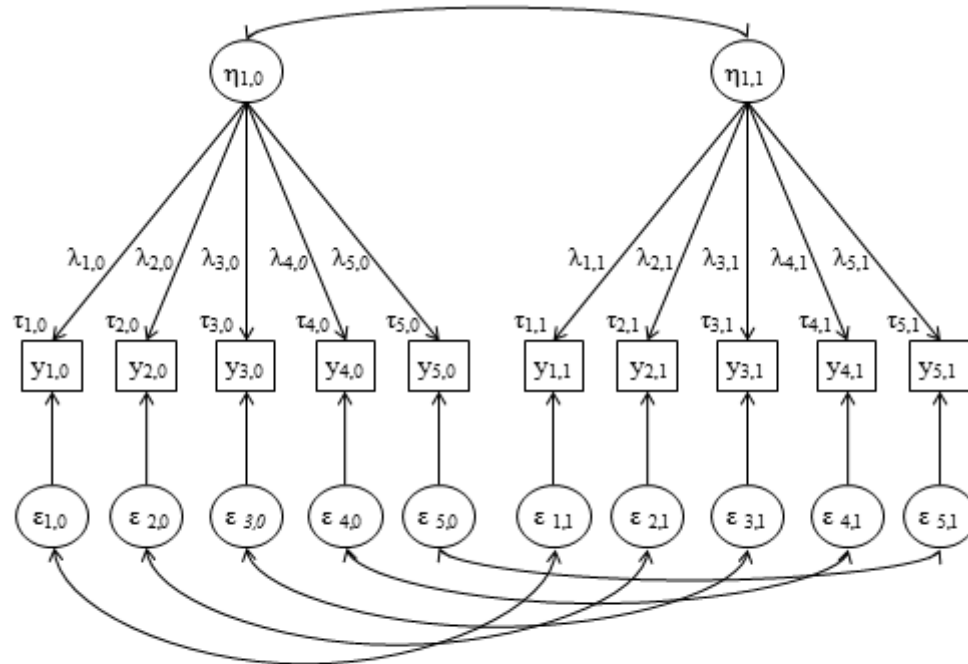 η1,0 η1,1
λ1,0 λ2,0 λ3,0 λ4,0 λ5,0 λ1,1 λ2,1 λ3,1 λ4,1 λ5,1
τ1,0 τ2,0 τ3,0 τ4,0 τ5,0 τ1,1 τ2,1 τ3,1 τ4,1 τ5,1
y1,0 y2,0 y3,0 y4,0 y5,0 y1,1 y2,1 y3,1 y4,1 y5,1
ε1,0 ε 2,0 ε 3,0 ε 4,0 ε 5,0 ε 1,1 ε 2,1 ε 3,1 ε 4,1 ε 5,1